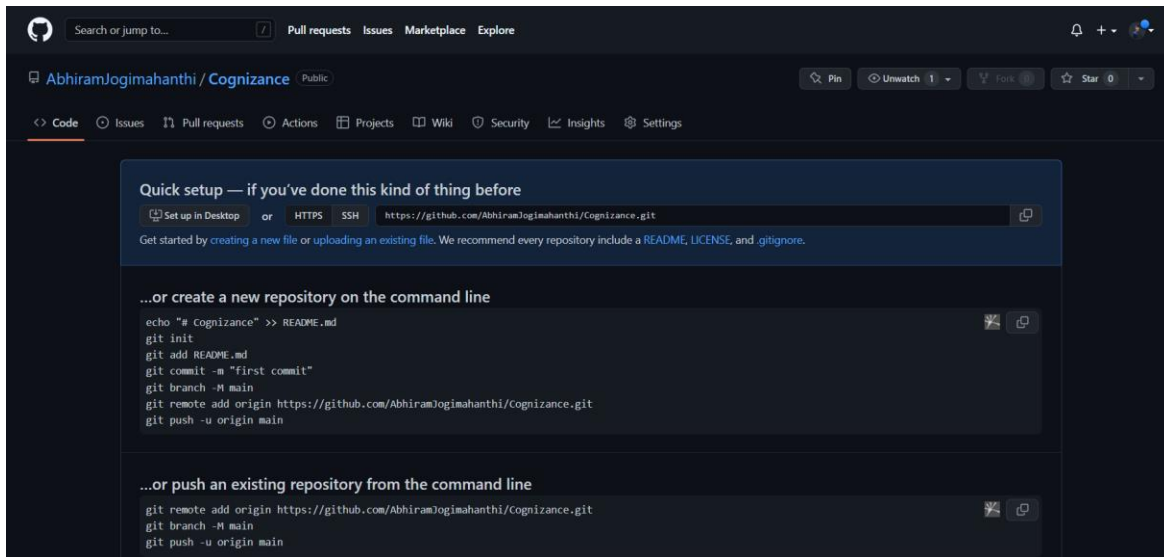 Search or jump to... / Pull requests Issues Marketplace Explore
AbhiramJogimahanthi / Cognizance Public Pin Unwatch 1 Fork 0 Star 0
Code Issues Pull requests Actions Projects Wiki Security Insights Settings
Quick setup — if you've done this kind of thing before
Set up in Desktop or HTTPS SSH https://github.com/AbhiramJogimahanthi/Cognizance.git
Get started by creating a new file or uploading an existing file. We recommend every repository include a README, LICENSE, and .gitignore.
...or create a new repository on the command line
echo "# Cognizance" >> README.md
git init
git add README.md
git commit -m "first commit"
git branch -M main
git remote add origin https://github.com/AbhiramJogimahanthi/Cognizance.git
git push -u origin main
...or push an existing repository from the command line
git remote add origin https://github.com/AbhiramJogimahanthi/Cognizance.git
git branch -M main
git push -u origin main